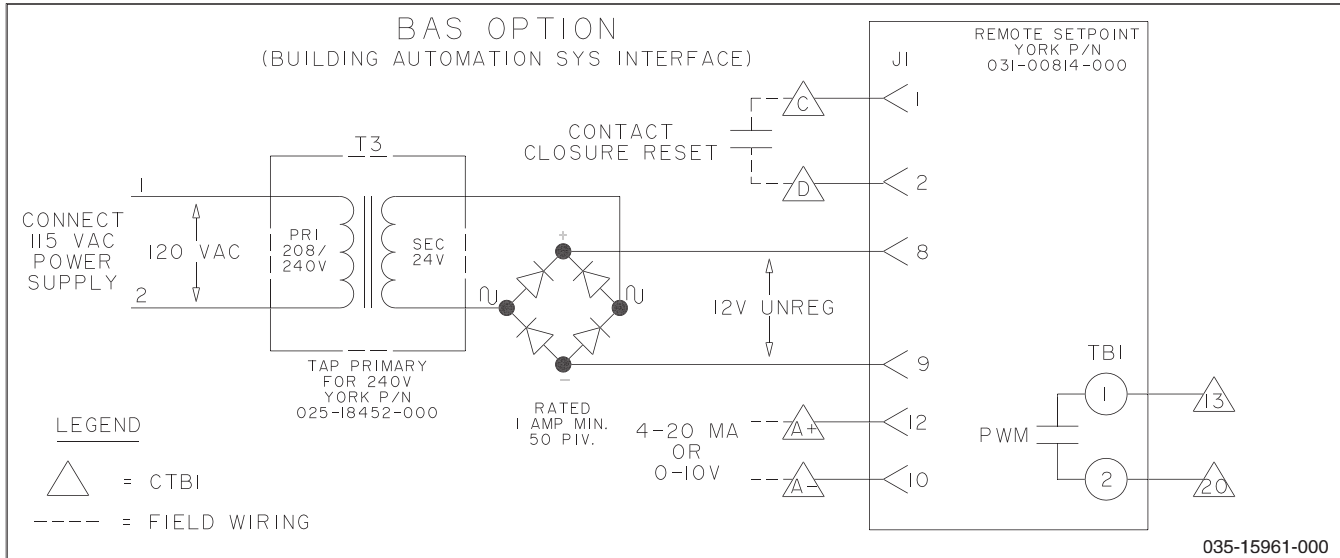 BAS OPTION
(BUILDING AUTOMATION SYS INTERFACE)
REMOTE SETPOINT
YORK P/N
031-00814-000
J1
C
1
CONTACT
CLOSURE RESET
D
2
T3
1
CONNECT
115 VAC
POWER
SUPPLY
120 VAC
PRI
208/
240V
SEC
24V
2
+
8
12V UNREG
9
-
TAP PRIMARY
FOR 240V
YORK P/N
025-18452-000
RATED
1 AMP MIN.
50 PIV.
4-20 MA
OR
0-10V
A+
12
A-
10
TB1
PWM
1
13
2
20
LEGEND
= CTB1
---- = FIELD WIRING
035-15961-000